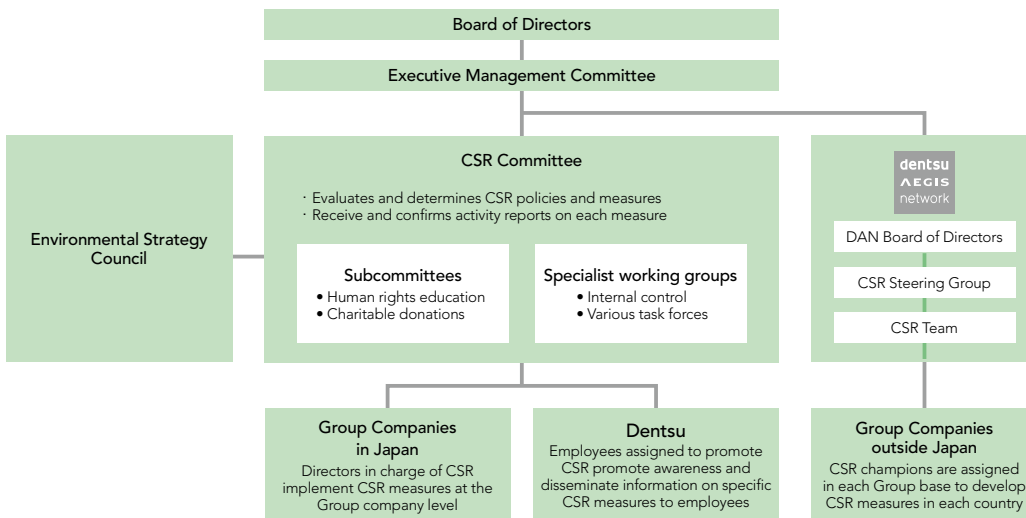 Board of Directors
Executive Management Committee
Environmental Strategy
Council
CSR Committee
· Evaluates and determines CSR policies and measures
· Receive and confirms activity reports on each measure
Subcommittees
• Human rights education
• Charitable donations
Specialist working groups
• Internal control
• Various task forces
dentsu
AEGIS
network
DAN Board of Directors
CSR Steering Group
CSR Team
Group Companies
in Japan
Directors in charge of CSR
implement CSR measures at the
Group company level
Dentsu
Employees assigned to promote
CSR promote awareness and
disseminate information on specific
CSR measures to employees
Group Companies
outside Japan
CSR champions are assigned
in each Group base to develop
CSR measures in each country